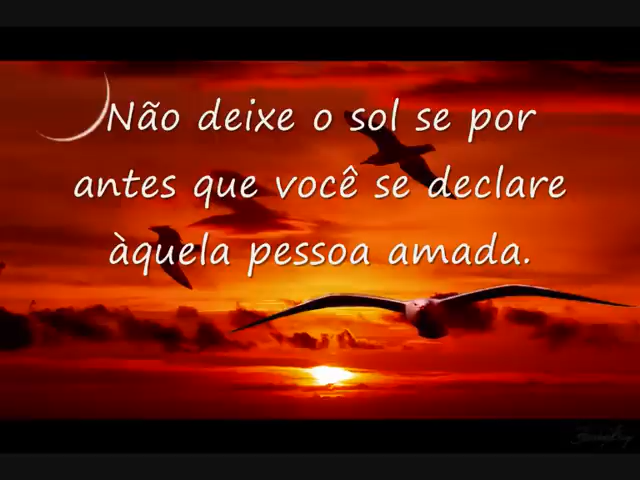 Não deixe o sol se por
antes que você se declare
àquela pessoa amada.